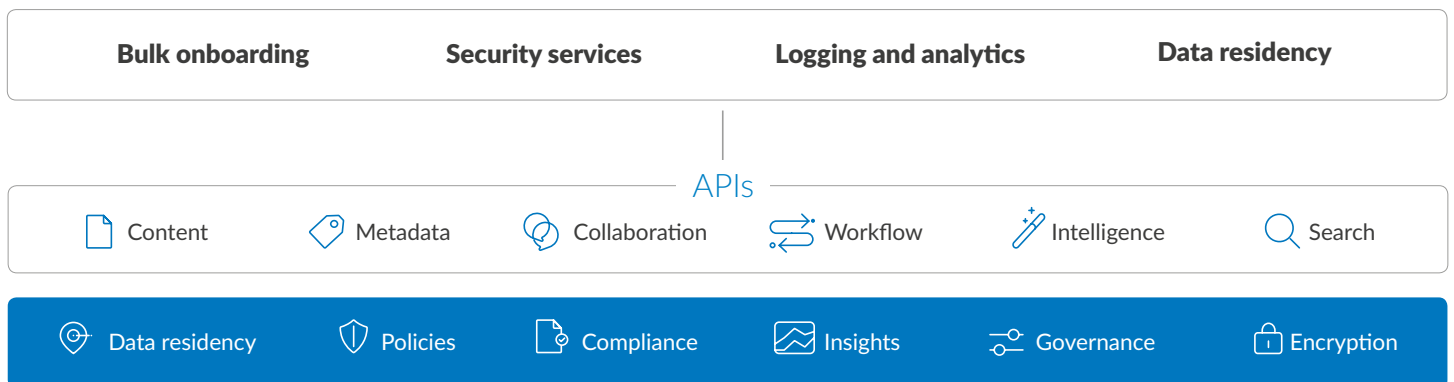 Bulk onboarding Security services Logging and analytics Data residency
APIs
Content Metadata Collaboration Workflow Intelligence Search
Data residency Policies Compliance Insights Governance Encryption